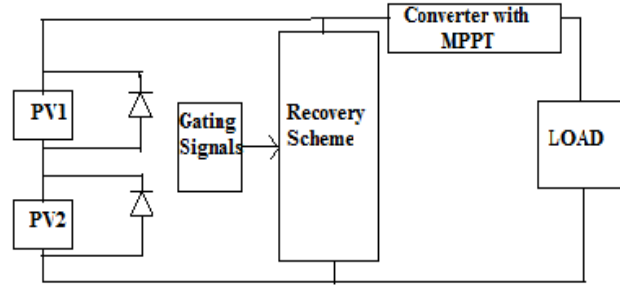 Converter with
MPPT
PV1
Gating
Signals
Recovery
Scheme
LOAD
PV2